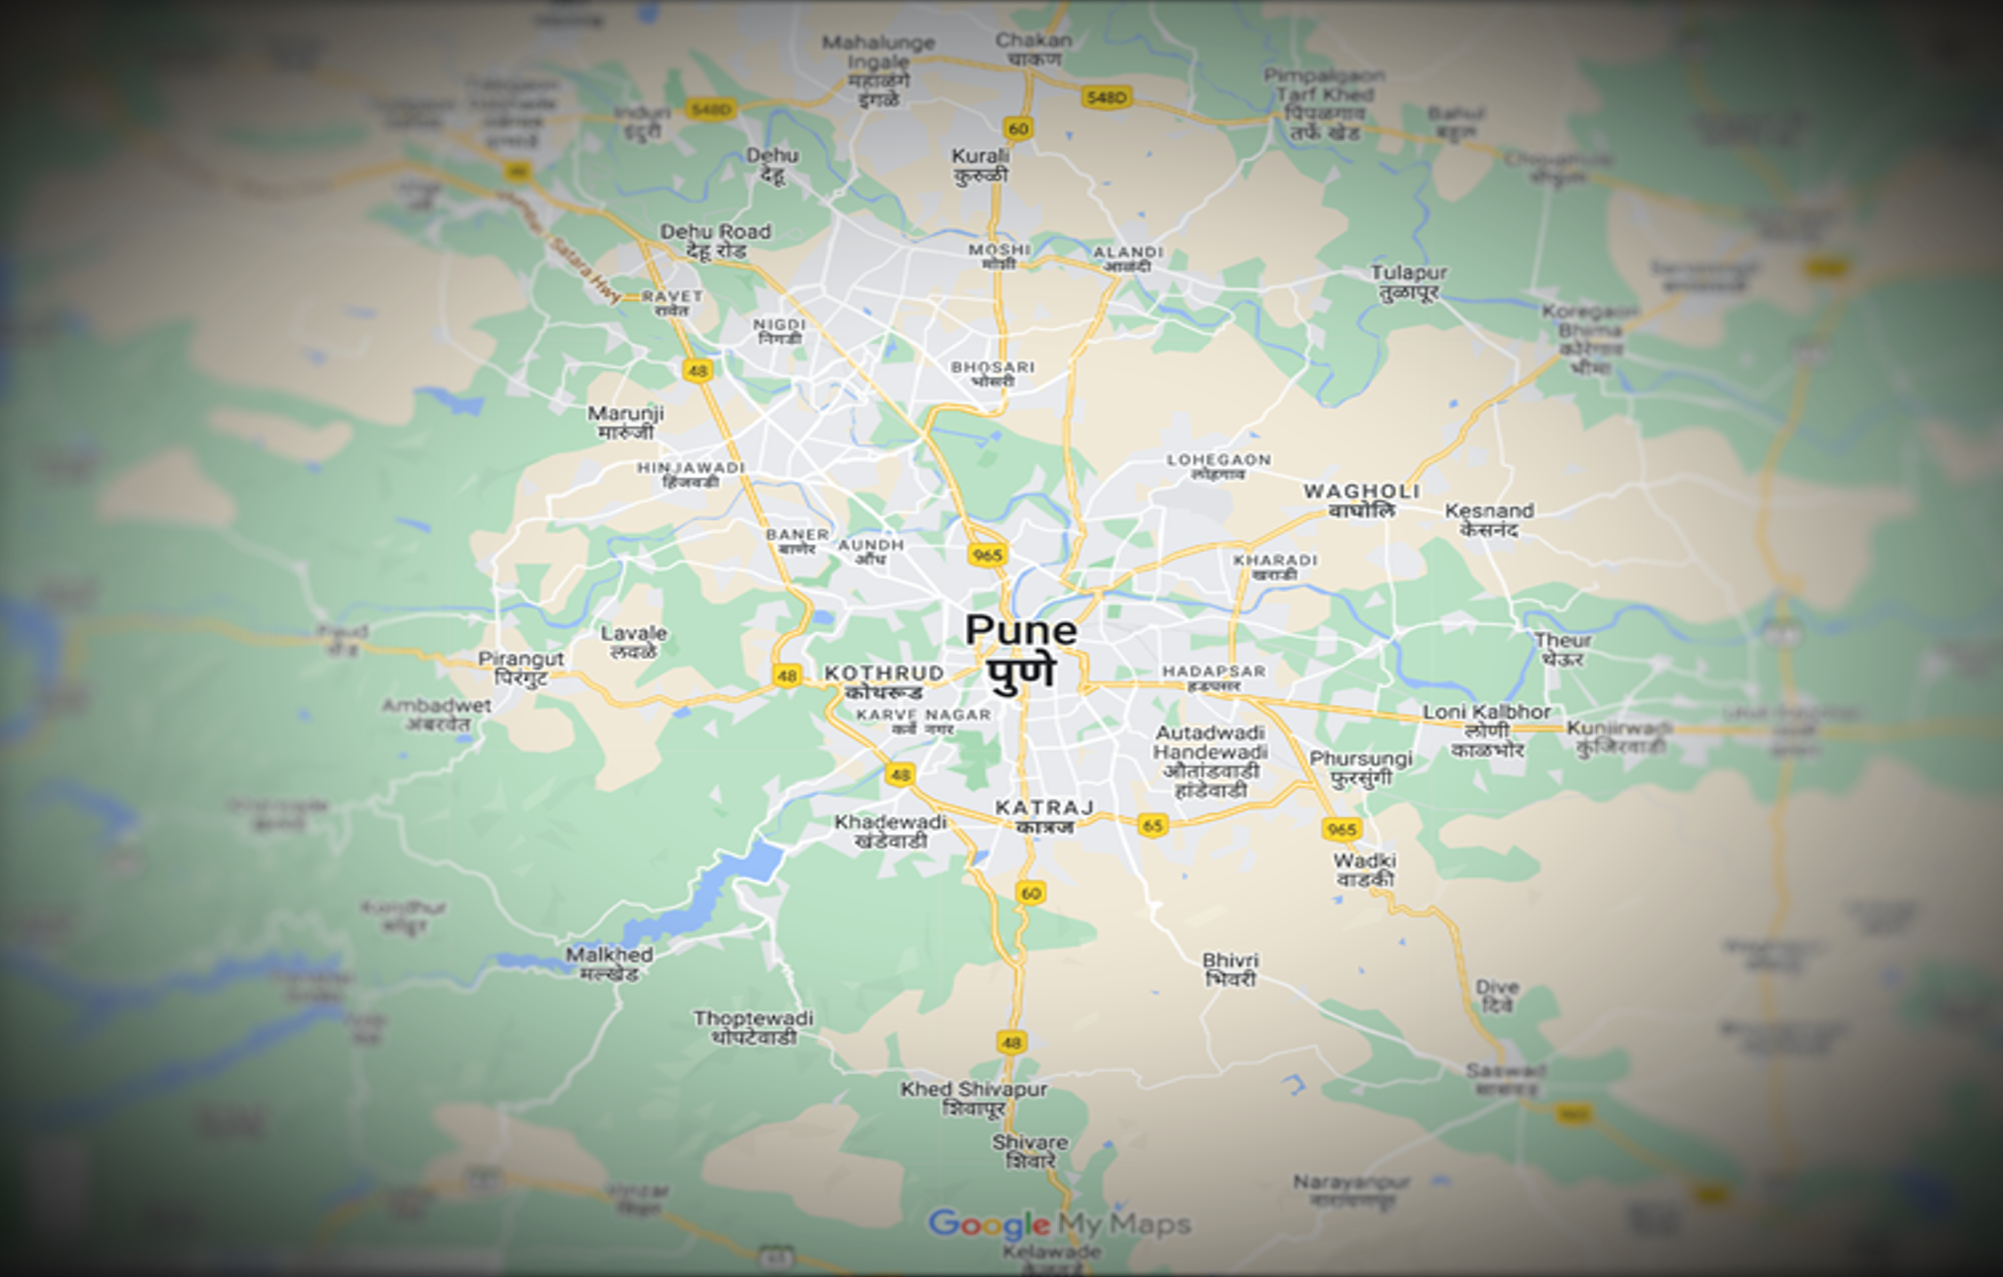 Mahalunge
Ingale
महाळुंगे
इंगळे
Chakan
चाकण
548D
548D
60
Pimpalgaon
Tarf Khed
पिंपळगाव
तर्फे खेड
Induri
इंदुरी
Bahul
बहुल
Dehu
देहू
Kurali
कुरुळी
Satara Hwy
Dehu Road
देहू रोड
MOSHI
मोशी
ALANDI
आळंदी
Tulapur
तुळापूर
RAVET
रावेत
NIGDI
निगडी
Koregaon
Bhima
कोरेगाव
भीमा
48
BHOSARI
भोसरी
Marunji
मारुंजी
HINJAWADI
हिंजवडी
LOHEGAON
लोहगाव
WAGHOLI
वाघोलि
Kesnand
केसनंद
BANER
बाणेर
AUNDH
औंध
965
KHARADI
खराडी
Pune
पुणे
Paud
Lavale
लवळे
Theur
थेऊर
Pirangut
पिरंगुट
48
KOTHRUD
कोथरूड
HADAPSAR
हडपसर
Ambadwet
अंबरवेत
KARVE NAGAR
कर्वे नगर
Loni Kalbhor
लोणी
काळभोर
Kunjirwadi
कुंजिरवाडी
Autadwadi
Handewadi
औतांडवाडी
हांडेवाडी
Phursungi
फुरसुंगी
48
KATRAJ
कात्रज
65
965
Khadewadi
खंडेवाडी
Wadki
वाडकी
60
Malkhed
मल्खेड
Bhivri
भिवरी
Dive
दिवे
Thoptewadi
थोपटेवाडी
48
Saswad
सासवड
Khed Shivapur
शिवापूर
Shivare
शिवारे
Narayanpur
नारायणपूर
Google My Maps
Kelawade